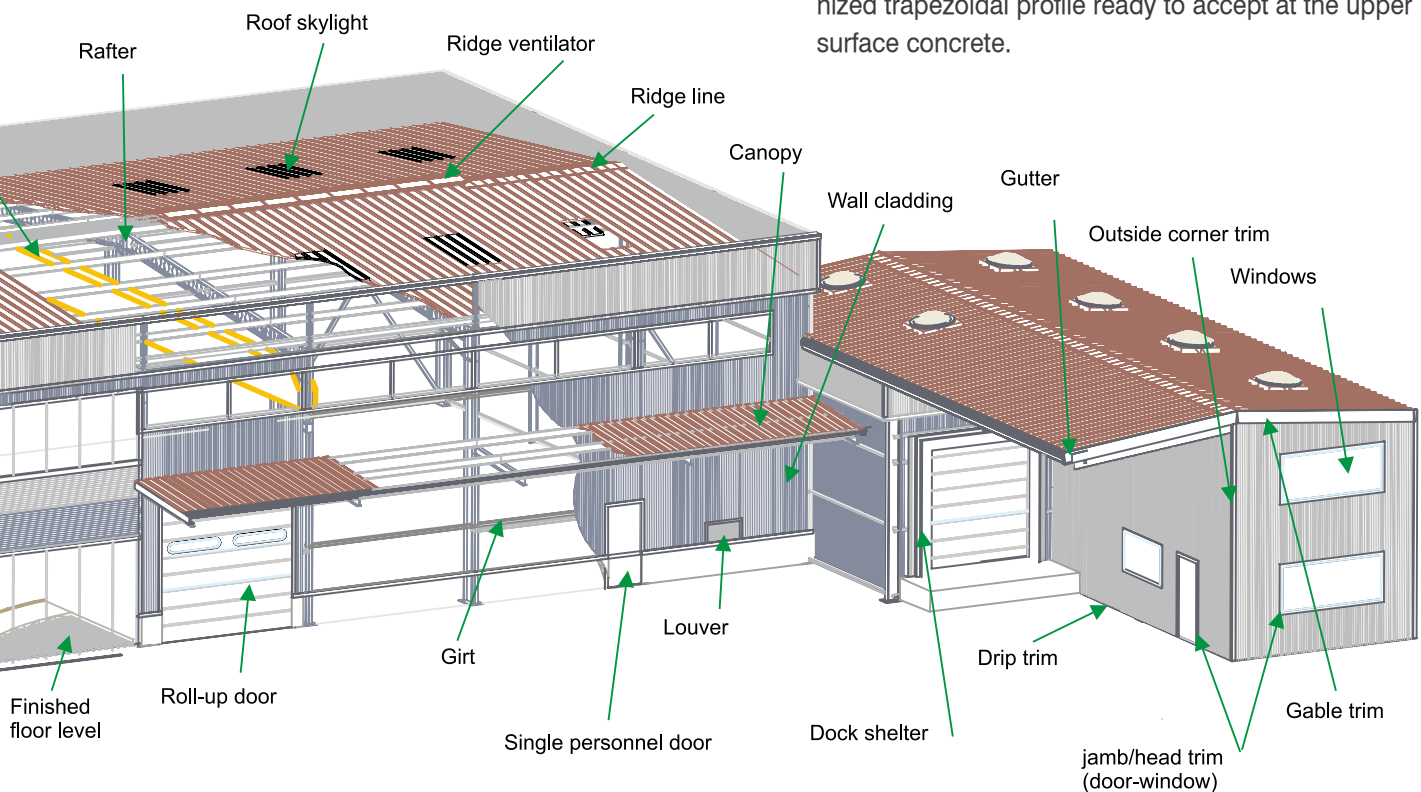 nized trapezoidal profile ready to accept at the upper
surface concrete.
Roof skylight
Rafter
Ridge ventilator
Ridge line
Canopy
Wall cladding
Gutter
Outside corner trim
Windows
Girt
Louver
Drip trim
Finished
floor level
Roll-up door
Single personnel door
Dock shelter
Gable trim
jamb/head trim
(door-window)